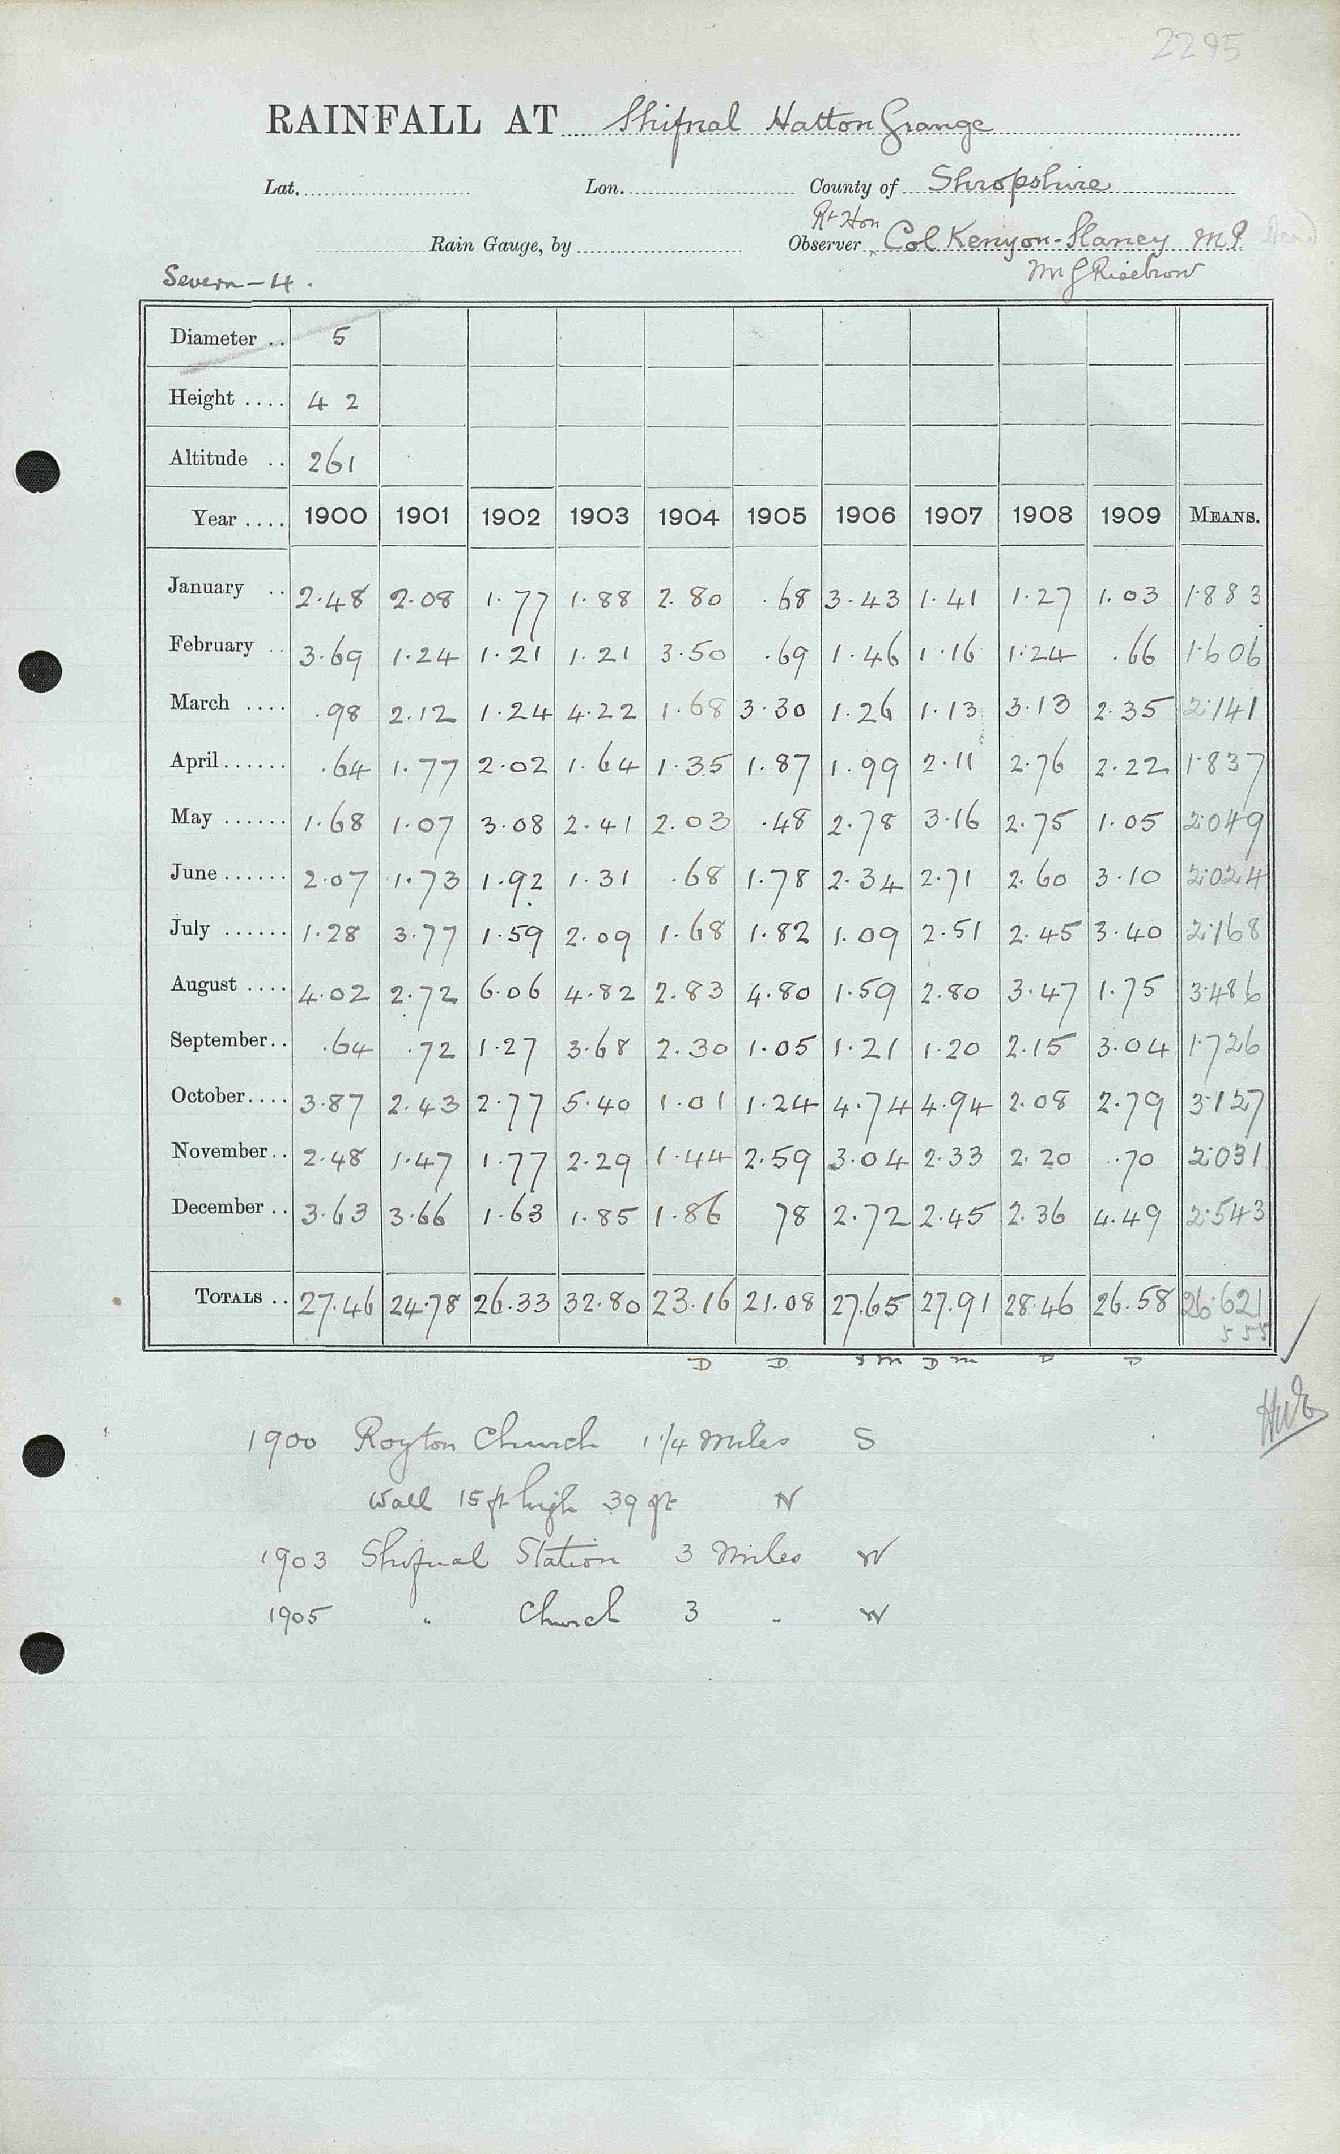 2295
RAINFALL AT Shifnal Hatton Grange
Lat. Lon. County of Shropshire
Rt Hon
Rain Gauge, by Observer Col Kenyon-Slaney MP.
Severn-4. Mr G Risebrow
Diameter .. 5
Height .... 4 2
Altitude .. 261
Year .... 1900 1901 1902 1903 1904 1905 1906 1907 1908 1909 MEANS.
January .. 2.48 2.08 1.77 1.88 2.80 .68 3.43 1.41 1.27 1.03 1.883
February .. 3.69 1.24 1.21 1.21 3.50 .69 1.46 1.16 1.24 .66 1.606
March .... .98 2.12 1.24 4.22 1.68 3.30 1.26 1.13 3.13 2.35 2.141
April ...... .64 1.77 2.02 1.64 1.35 1.87 1.99 2.11 2.76 2.22 1.837
May ...... 1.68 1.07 3.08 2.41 2.03 .48 2.78 3.16 2.75 1.05 2.049
June ...... 2.07 1.73 1.92 1.31 .68 1.78 2.34 2.71 2.60 3.10 2.024
July ...... 1.28 3.77 1.59 2.09 1.68 1.82 1.09 2.51 2.45 3.40 2.168
August .... 4.02 2.72 6.06 4.82 2.83 4.80 1.59 2.80 3.47 1.75 3.486
September.. .64 .72 1.27 3.68 2.30 1.05 1.21 1.20 2.15 3.04 1.726
October.... 3.87 2.43 2.77 5.40 1.01 1.24 4.74 4.94 2.08 2.79 3.127
November.. 2.48 1.47 1.77 2.29 1.44 2.59 3.04 2.33 2.20 .70 2.031
December .. 3.63 3.66 1.63 1.85 1.86 78 2.72 2.45 2.36 4.49 2.543
TOTALS .. 27.46 24.78 26.33 32.80 23.16 21.08 27.65 27.91 28.46 26.58 26.621
D D D m D D
1900 Royton Church 1 1/4 Miles S
Wall 15 ft high 39 ft N
1903 Shifnal Station 3 Miles W
1905 " Church 3 " W